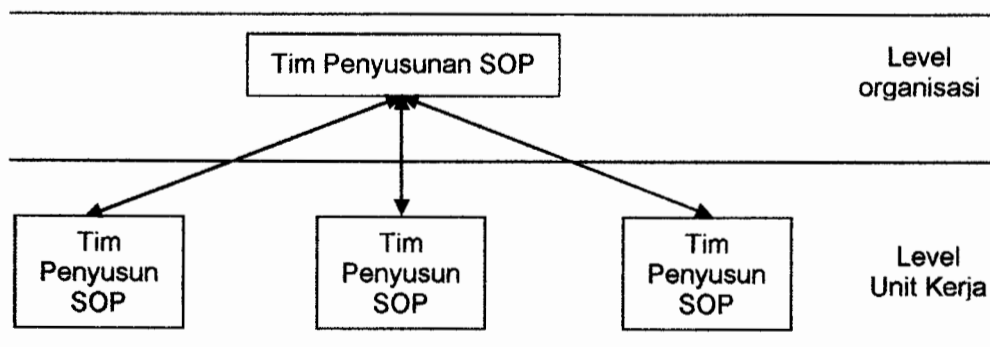 Tim Penyusunan SOP
Level
organisasi
Tim
Penyusun
SOP
Tim
Penyusun
SOP
Tim
Penyusun
SOP
Level
Unit Kerja